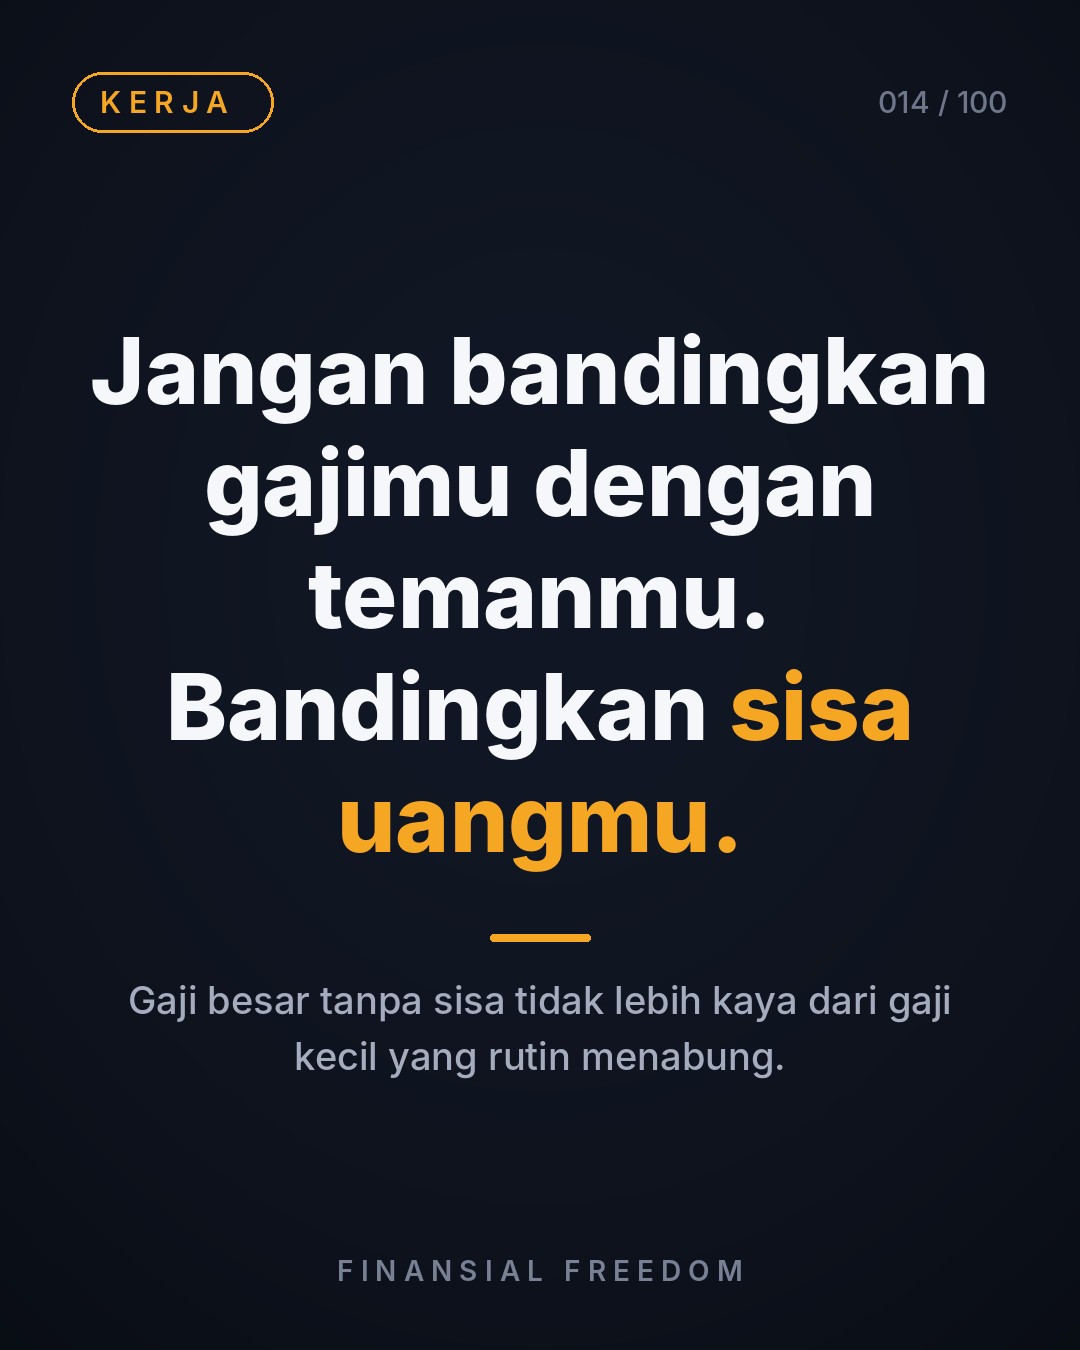 KERJA
014 / 100
Jangan bandingkan
gajimu dengan
temanmu.
Bandingkan sisa
uangmu.
Gaji besar tanpa sisa tidak lebih kaya dari gaji
kecil yang rutin menabung.
FINANSIAL FREEDOM